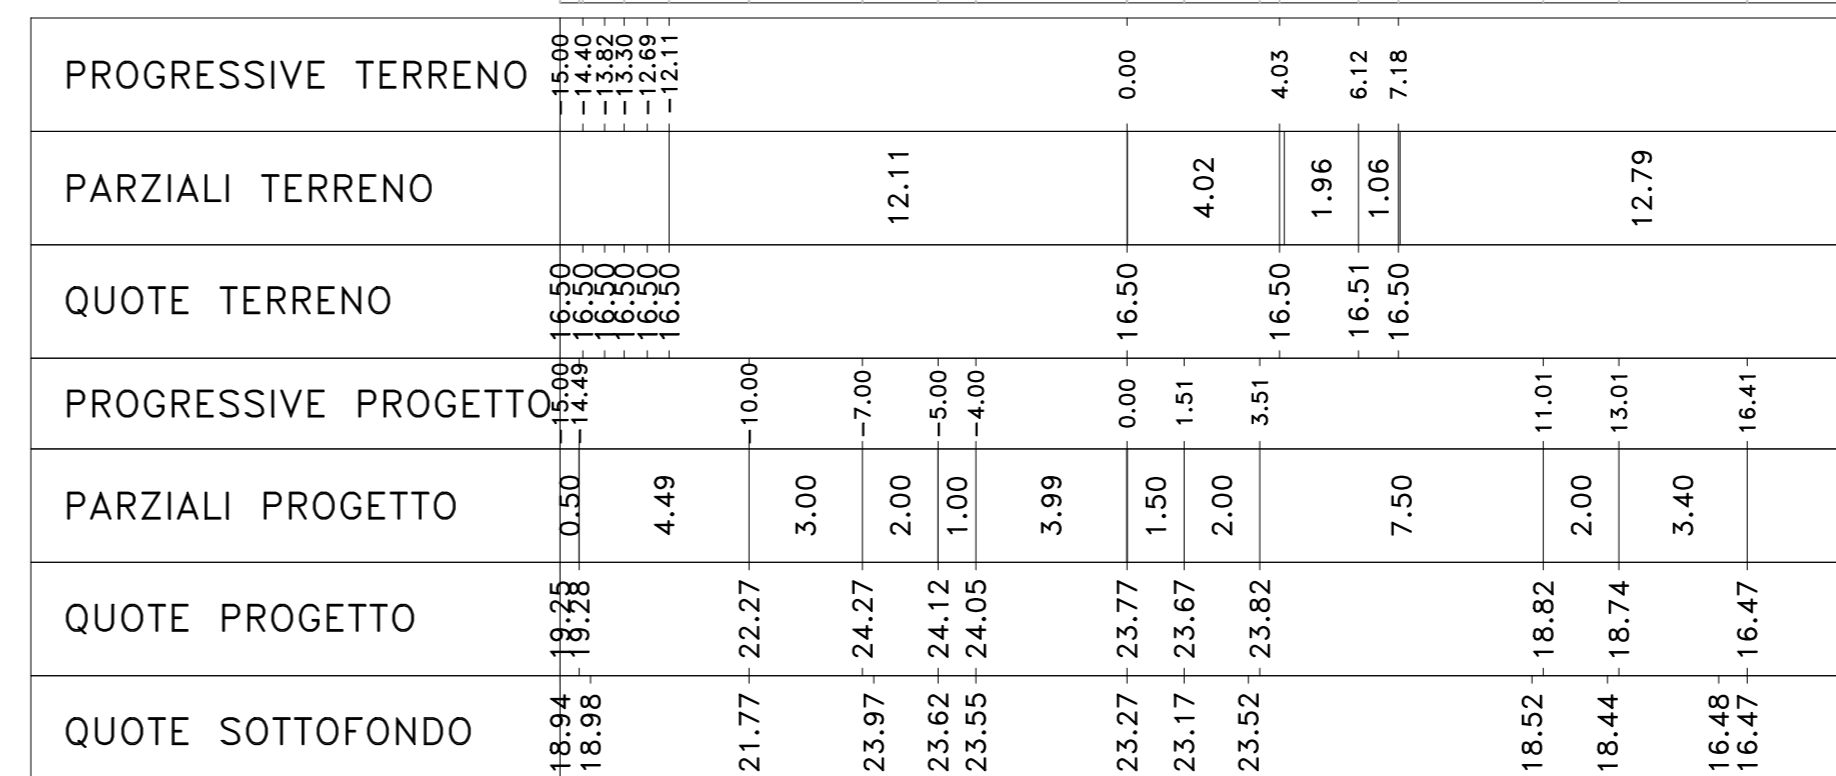 PROGRESSIVE TERRENO -15.00 -14.40 -13.82 -13.30 -12.69 -12.11 0.00 4.03 6.12 7.18
PARZIALI TERRENO 12.11 4.02 1.96 1.06 12.79
QUOTE TERRENO 16.50 16.50 16.50 16.50 16.50 16.50 16.50 16.50 16.51 16.50
PROGRESSIVE PROGETTO -15.00 -14.49 -10.00 -7.00 -5.00 -4.00 0.00 1.51 3.51 11.01 13.01 16.41
PARZIALI PROGETTO 0.50 4.49 3.00 2.00 1.00 3.99 1.50 2.00 7.50 2.00 3.40
QUOTE PROGETTO 19.25 19.28 22.27 24.27 24.12 24.05 23.77 23.67 23.82 18.82 18.74 16.47
QUOTE SOTTOFONDO 18.94 18.98 21.77 23.97 23.62 23.55 23.27 23.17 23.52 18.52 18.44 16.48 16.47